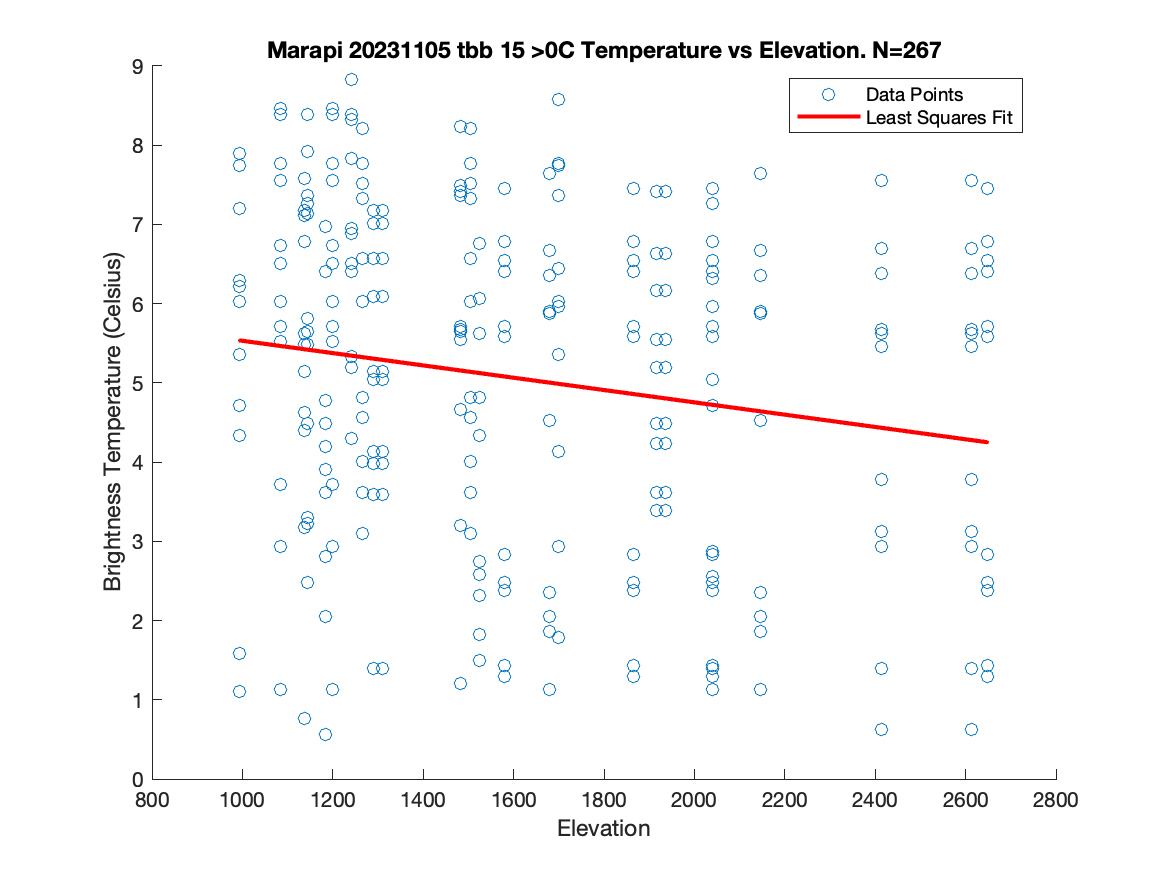 Marapi 20231105 tbb 15 >0C Temperature vs Elevation. N=267
Data Points
Least Squares Fit
Brightness Temperature (Celsius)
9
8
7
6
5
4
3
2
1
0
800 1000 1200 1400 1600 1800 2000 2200 2400 2600 2800
Elevation